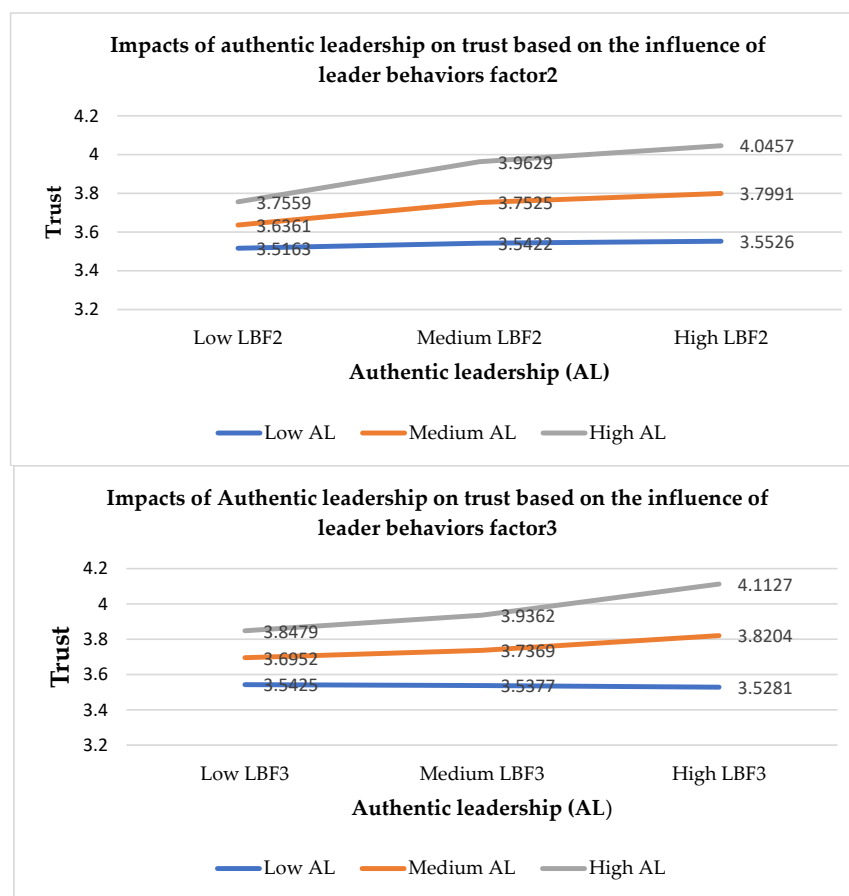 Impacts of authentic leadership on trust based on the influence of
leader behaviors factor2
4.2
4
3.8
3.6
3.4
3.2
Trust
3.7559
3.6361
3.5163
3.9629
3.7525
3.5422
4.0457
3.7991
3.5526
Low LBF2 Medium LBF2 High LBF2
Authentic leadership (AL)
Low AL Medium AL High AL
Impacts of Authentic leadership on trust based on the influence of
leader behaviors factor3
4.2
4
3.8
3.6
3.4
3.2
Trust
3.8479
3.6952
3.5425
3.9362
3.7369
3.5377
4.1127
3.8204
3.5281
Low LBF3 Medium LBF3 High LBF3
Authentic leadership (AL)
Low AL Medium AL High AL